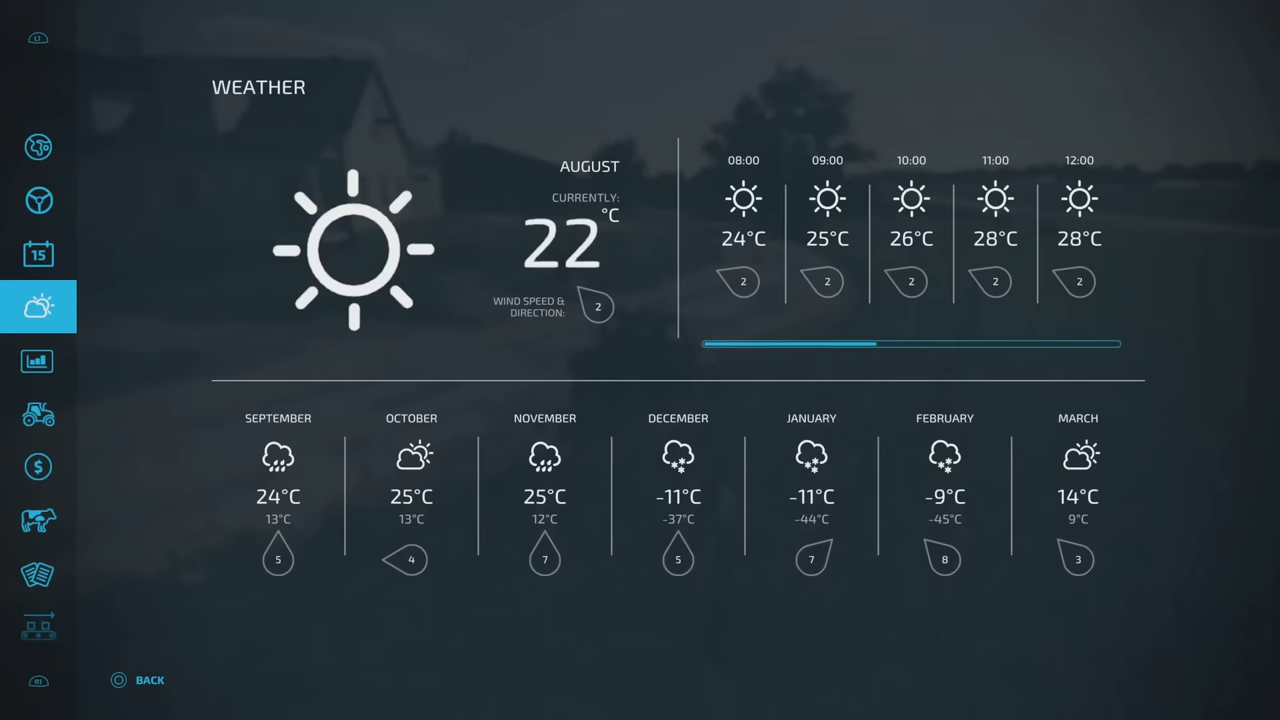 L1
WEATHER
AUGUST
CURRENTLY:
22°C
WIND SPEED &
DIRECTION:
2
08:00 09:00 10:00 11:00 12:00
24°C 25°C 26°C 28°C 28°C
2 2 2 2 2
15
$
SEPTEMBER OCTOBER NOVEMBER DECEMBER JANUARY FEBRUARY MARCH
24°C 25°C 25°C -11°C -11°C -9°C 14°C
13°C 13°C 12°C -37°C -44°C -45°C 9°C
5 4 7 5 7 8 3
R1
BACK